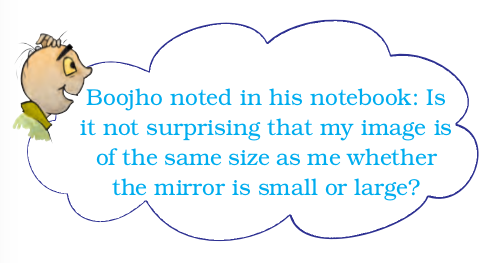 Boojho noted in his notebook: Is
it not surprising that my image is
of the same size as me whether
the mirror is small or large?